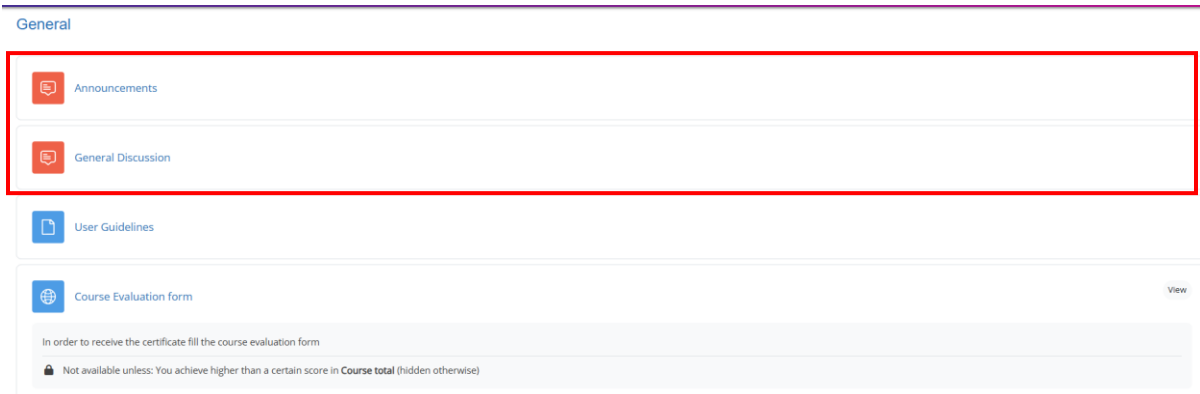 General
Announcements
General Discussion
User Guidelines
Course Evaluation form
View
In order to receive the certificate fill the course evaluation form
Not available unless: You achieve higher than a certain score in Course total (hidden otherwise)